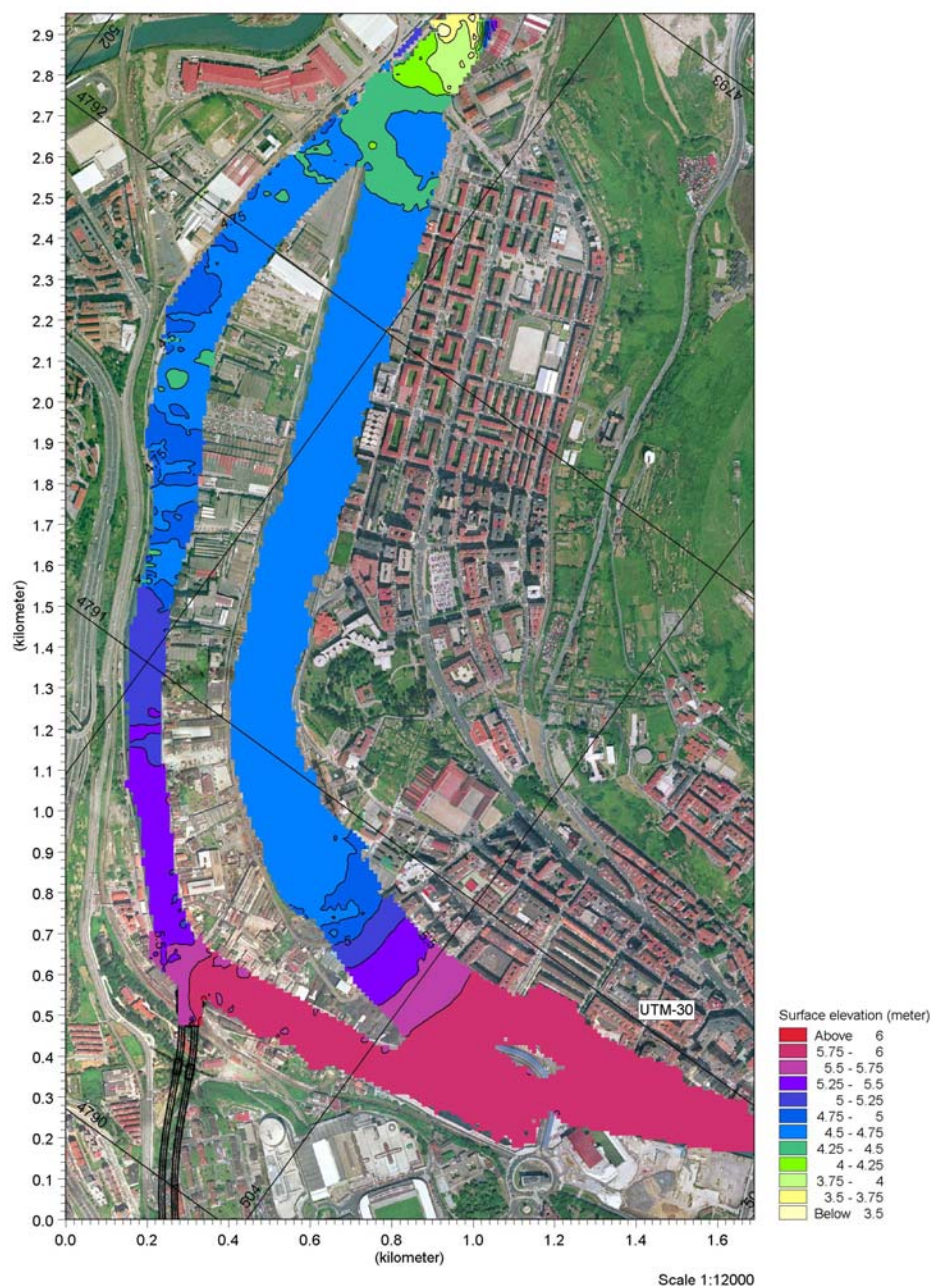 2.9
2.8
2.7
2.6
2.5
2.4
2.3
2.2
2.1
2.0
1.9
1.8
1.7
1.6
1.5
1.4
1.3
1.2
1.1
1.0
0.9
0.8
0.7
0.6
0.5
0.4
0.3
0.2
0.1
0.0
(kilometer)
0.0 0.2 0.4 0.6 0.8 1.0 1.2 1.4 1.6
(kilometer)
Scale 1:12000
502
4792
4793
4791
4790
504
4.75
4.75
5
5.5
UTM-30
Surface elevation (meter)
Above 6
5.75 - 6
5.5 - 5.75
5.25 - 5.5
5 - 5.25
4.75 - 5
4.5 - 4.75
4.25 - 4.5
4 - 4.25
3.75 - 4
3.5 - 3.75
Below 3.5